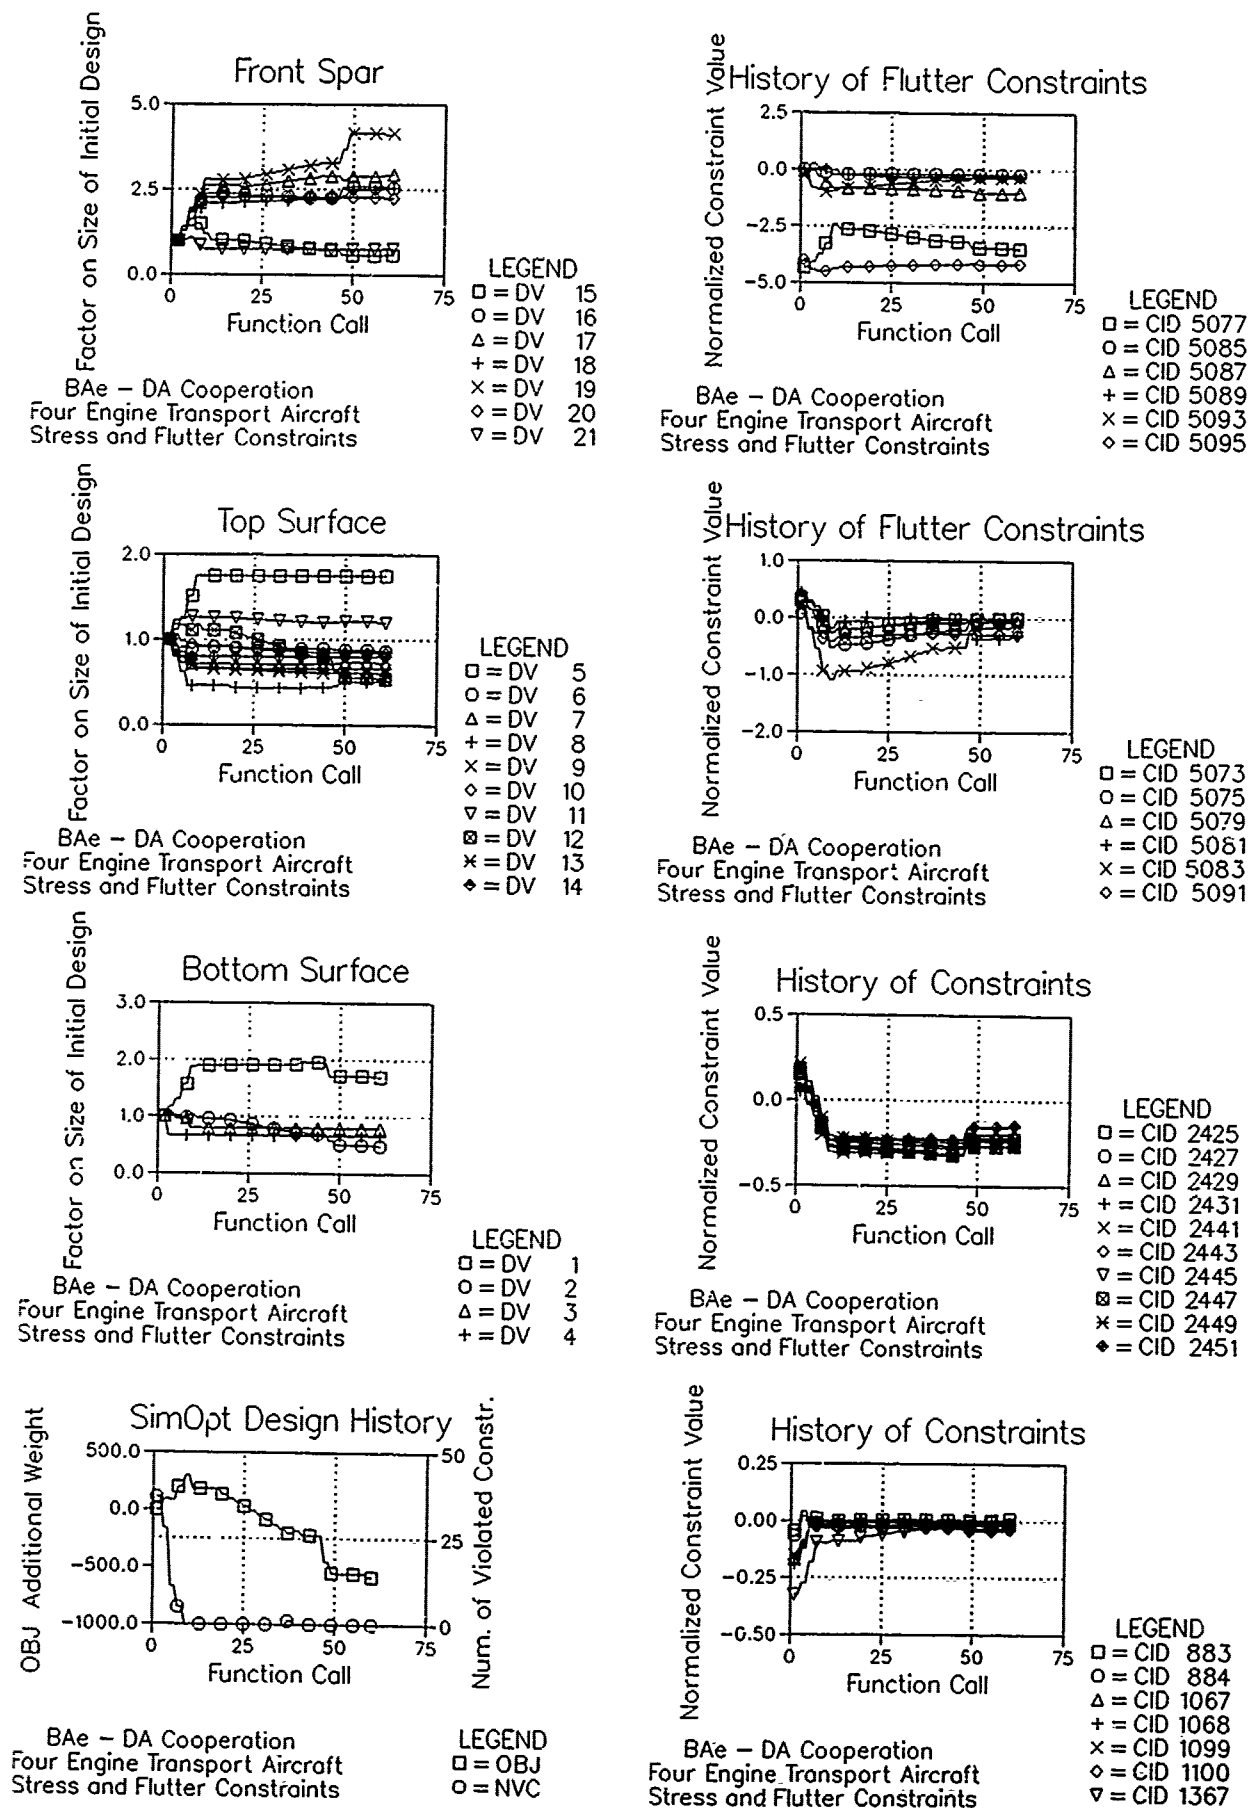 Front Spar
Factor on Size of Initial Design
5.0
2.5
0.0
0 25 50 75
Function Call
LEGEND
□ = DV 15
○ = DV 16
△ = DV 17
+ = DV 18
× = DV 19
◇ = DV 20
▽ = DV 21
BAe – DA Cooperation
Four Engine Transport Aircraft
Stress and Flutter Constraints
History of Flutter Constraints
Normalized Constraint Value
2.5
0.0
−2.5
−5.0
0 25 50 75
Function Call
LEGEND
□ = CID 5077
○ = CID 5085
△ = CID 5087
+ = CID 5089
× = CID 5093
◇ = CID 5095
BAe – DA Cooperation
Four Engine Transport Aircraft
Stress and Flutter Constraints
Top Surface
Factor on Size of Initial Design
2.0
1.0
0.0
0 25 50 75
Function Call
LEGEND
□ = DV 5
○ = DV 6
△ = DV 7
+ = DV 8
× = DV 9
◇ = DV 10
▽ = DV 11
⊠ = DV 12
ж = DV 13
◆ = DV 14
BAe – DA Cooperation
Four Engine Transport Aircraft
Stress and Flutter Constraints
History of Flutter Constraints
Normalized Constraint Value
1.0
0.0
−1.0
−2.0
0 25 50 75
Function Call
LEGEND
□ = CID 5073
○ = CID 5075
△ = CID 5079
+ = CID 5081
× = CID 5083
◇ = CID 5091
BAe – DA Cooperation
Four Engine Transport Aircraft
Stress and Flutter Constraints
Bottom Surface
Factor on Size of Initial Design
3.0
2.0
1.0
0.0
0 25 50 75
Function Call
LEGEND
□ = DV 1
○ = DV 2
△ = DV 3
+ = DV 4
BAe – DA Cooperation
Four Engine Transport Aircraft
Stress and Flutter Constraints
History of Constraints
Normalized Constraint Value
0.5
0.0
−0.5
0 25 50 75
Function Call
LEGEND
□ = CID 2425
○ = CID 2427
△ = CID 2429
+ = CID 2431
× = CID 2441
◇ = CID 2443
▽ = CID 2445
⊠ = CID 2447
ж = CID 2449
◆ = CID 2451
BAe – DA Cooperation
Four Engine Transport Aircraft
Stress and Flutter Constraints
SimOpt Design History
OBJ Additional Weight
500.0
0.0
−500.0
−1000.0
50
25
0
Num. of Violated Constr.
0 25 50 75
Function Call
LEGEND
□ = OBJ
○ = NVC
BAe – DA Cooperation
Four Engine Transport Aircraft
Stress and Flutter Constraints
History of Constraints
Normalized Constraint Value
0.25
0.00
−0.25
−0.50
0 25 50 75
Function Call
LEGEND
□ = CID 883
○ = CID 884
△ = CID 1067
+ = CID 1068
× = CID 1099
◇ = CID 1100
▽ = CID 1367
BAe – DA Cooperation
Four Engine Transport Aircraft
Stress and Flutter Constraints